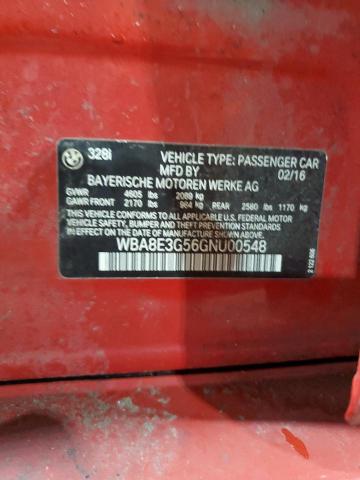 BMW
328i VEHICLE TYPE: PASSENGER CAR
MFD BY 02/16
BAYERISCHE MOTOREN WERKE AG
GVWR 4605 lbs 2089 kg
GAWR FRONT 2170 lbs 984 kg REAR 2580 lbs 1170 kg
THIS VEHICLE CONFORMS TO ALL APPLICABLE U.S. FEDERAL
MOTOR VEHICLE SAFETY, BUMPER AND THEFT PREVENTION
STANDARDS IN EFFECT ON THE DATE OF MANUFACTURE SHOWN ABOVE.
WBA8E3G56GNU00548